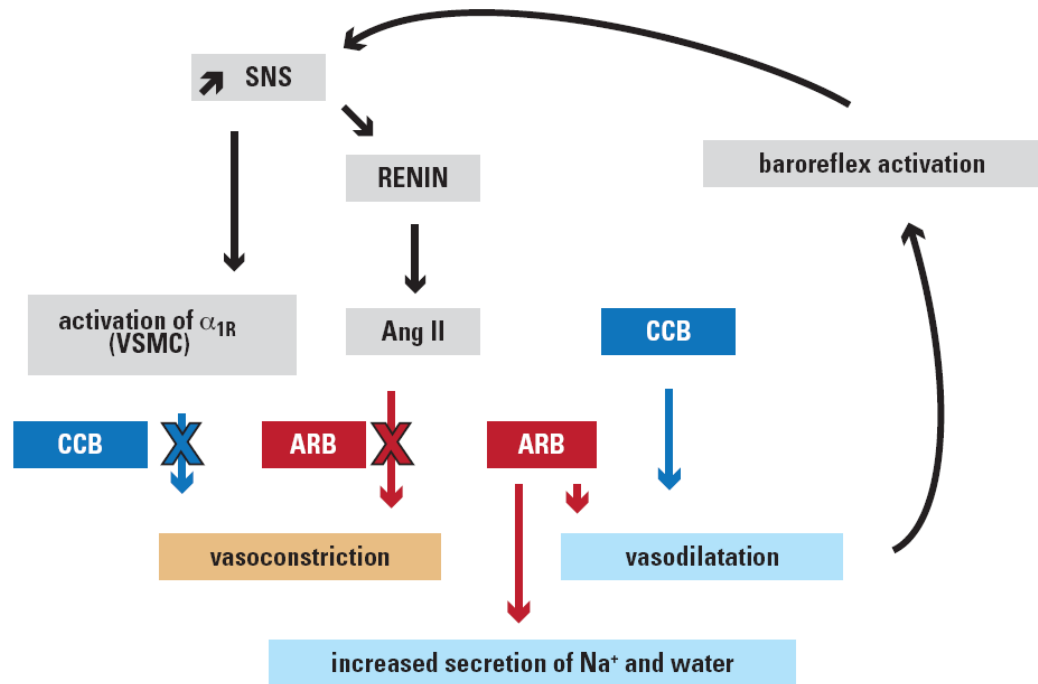 SNS
RENIN
baroreflex activation
activation of α1R
(VSMC)
Ang II
CCB
CCB
X
ARB
X
ARB
vasoconstriction
vasodilatation
increased secretion of Na⁺ and water